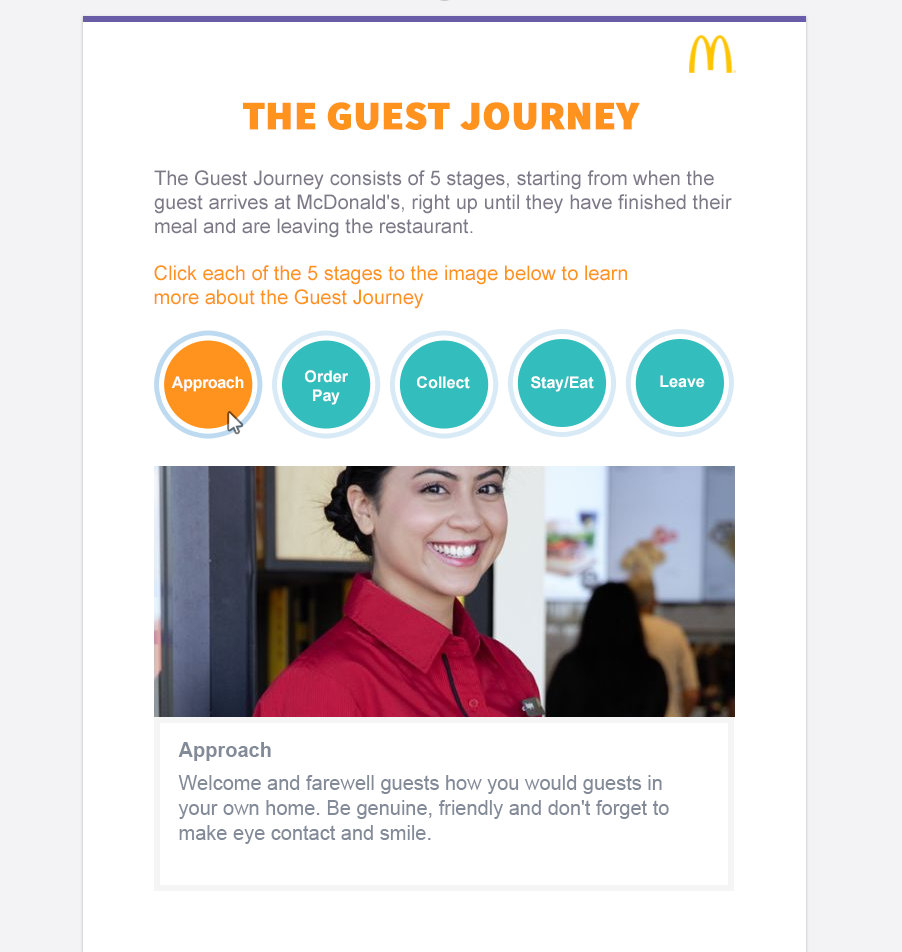 THE GUEST JOURNEY
The Guest Journey consists of 5 stages, starting from when the
guest arrives at McDonald's, right up until they have finished their
meal and are leaving the restaurant.
Click each of the 5 stages to the image below to learn
more about the Guest Journey
Approach
Order
Pay
Collect
Stay/Eat
Leave
Approach
Welcome and farewell guests how you would guests in
your own home. Be genuine, friendly and don't forget to
make eye contact and smile.